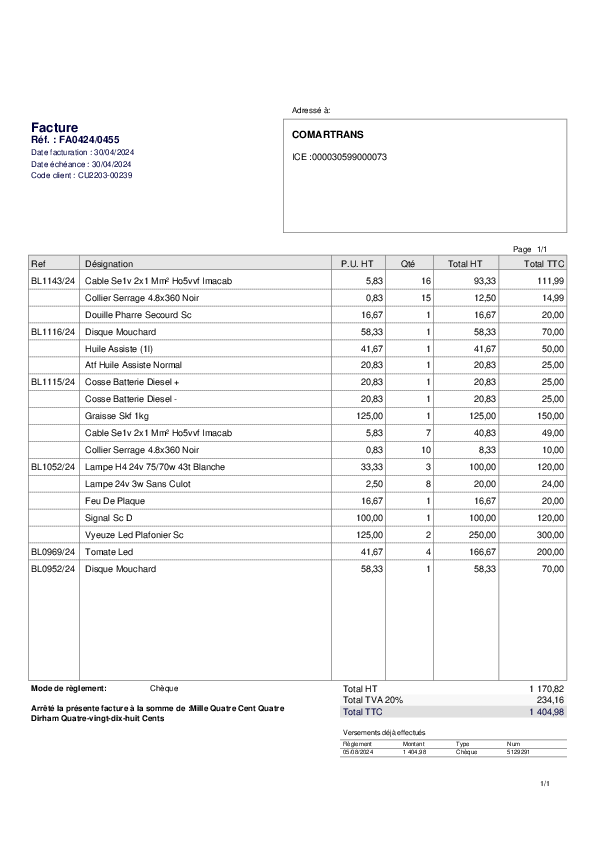 Adressé à:
Facture
Réf. : FA0424/0455
Date facturation : 30/04/2024
Date échéance : 30/04/2024
Code client : CU2203-00239
COMARTRANS
ICE :000030599000073
Page 1/1
Ref Désignation P.U. HT Qté Total HT Total TTC
BL1143/24 Cable Se1v 2x1 Mm² Ho5vvf Imacab 5,83 16 93,33 111,99
Collier Serrage 4.8x360 Noir 0,83 15 12,50 14,99
Douille Pharre Secourd Sc 16,67 1 16,67 20,00
BL1116/24 Disque Mouchard 58,33 1 58,33 70,00
Huile Assiste (1l) 41,67 1 41,67 50,00
Atf Huile Assiste Normal 20,83 1 20,83 25,00
BL1115/24 Cosse Batterie Diesel + 20,83 1 20,83 25,00
Cosse Batterie Diesel - 20,83 1 20,83 25,00
Graisse Skf 1kg 125,00 1 125,00 150,00
Cable Se1v 2x1 Mm² Ho5vvf Imacab 5,83 7 40,83 49,00
Collier Serrage 4.8x360 Noir 0,83 10 8,33 10,00
BL1052/24 Lampe H4 24v 75/70w 43t Blanche 33,33 3 100,00 120,00
Lampe 24v 3w Sans Culot 2,50 8 20,00 24,00
Feu De Plaque 16,67 1 16,67 20,00
Signal Sc D 100,00 1 100,00 120,00
Vyeuze Led Plafonier Sc 125,00 2 250,00 300,00
BL0969/24 Tomate Led 41,67 4 166,67 200,00
BL0952/24 Disque Mouchard 58,33 1 58,33 70,00
Mode de règlement: Chèque
Total HT 1 170,82
Total TVA 20% 234,16
Total TTC 1 404,98
Arrêté la présente facture à la somme de :Mille Quatre Cent Quatre
Dirham Quatre-vingt-dix-huit Cents
Versements déjà effectués
Règlement Montant Type Num
05/08/2024 1 404,98 Chèque 5129291
1/1